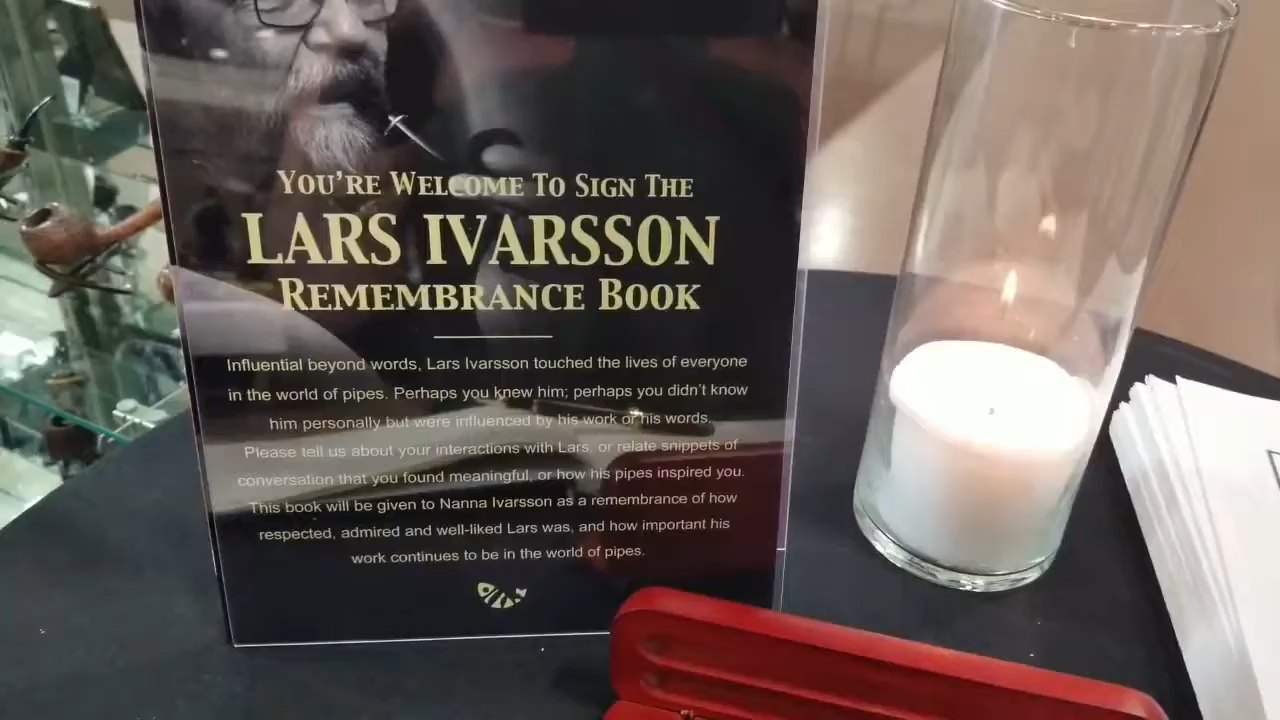 YOU'RE WELCOME TO SIGN THE
LARS IVARSSON
REMEMBRANCE BOOK
Influential beyond words, Lars Ivarsson touched the lives of everyone
in the world of pipes. Perhaps you knew him; perhaps you didn't know
him personally but were influenced by his work or his words.
Please tell us about your interactions with Lars, or relate snippets of
conversation that you found meaningful, or how his pipes inspired you.
This book will be given to Nanna Ivarsson as a remembrance of how
respected, admired and well-liked Lars was, and how important his
work continues to be in the world of pipes.